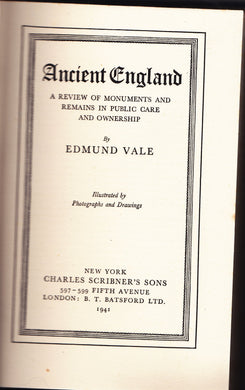 Ancient England
A REVIEW OF MONUMENTS AND
REMAINS IN PUBLIC CARE
AND OWNERSHIP
By
EDMUND VALE
Illustrated by
Photographs and Drawings
NEW YORK
CHARLES SCRIBNER'S SONS
597-599 FIFTH AVENUE
LONDON: B. T. BATSFORD LTD.
1941